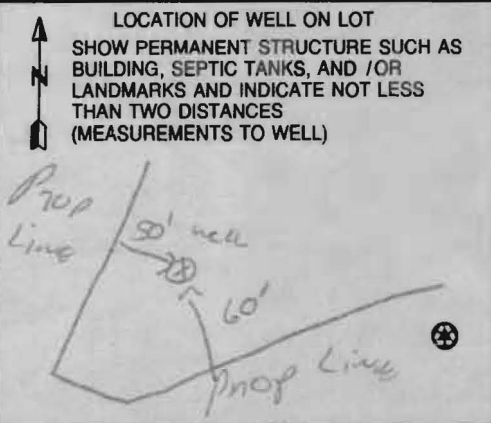 LOCATION OF WELL ON LOT
SHOW PERMANENT STRUCTURE SUCH AS
BUILDING, SEPTIC TANKS, AND /OR
LANDMARKS AND INDICATE NOT LESS
THAN TWO DISTANCES
(MEASUREMENTS TO WELL)
N
Prop
Line
50' well
60'
Prop Line